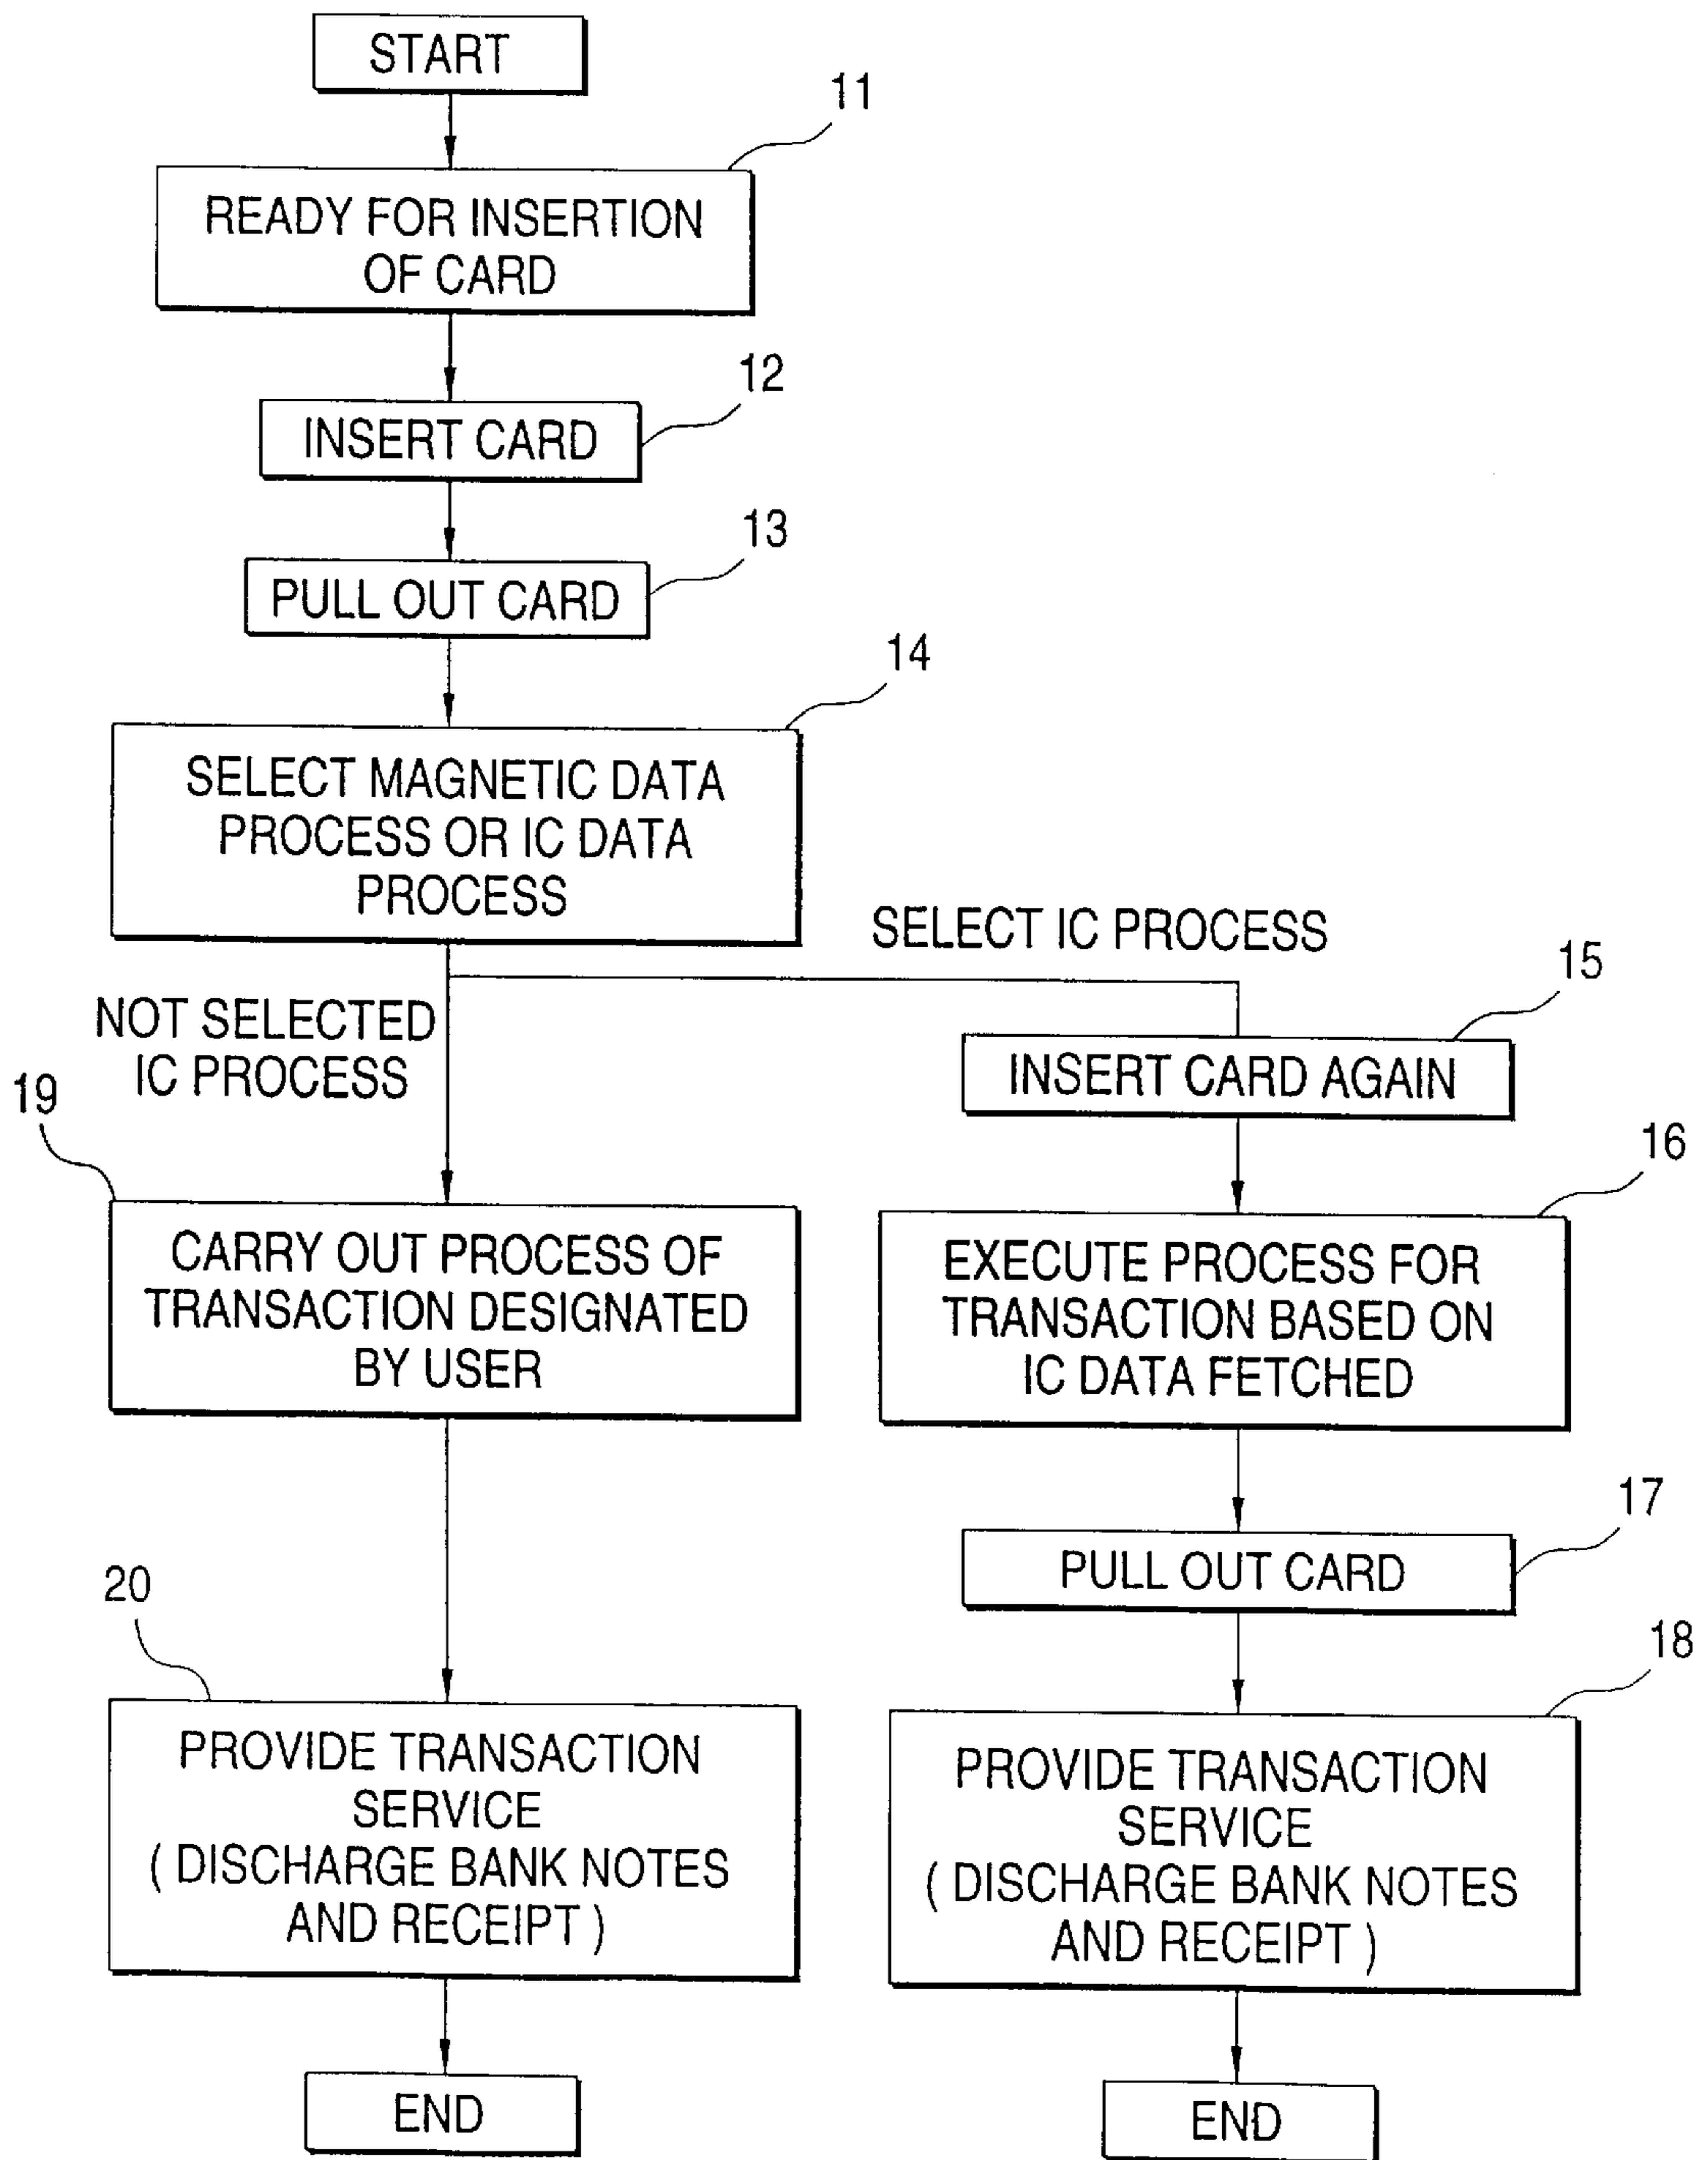 START
11
READY FOR INSERTION
OF CARD
12
INSERT CARD
13
PULL OUT CARD
14
SELECT MAGNETIC DATA
PROCESS OR IC DATA
PROCESS
SELECT IC PROCESS
NOT SELECTED
IC PROCESS
15
INSERT CARD AGAIN
19
CARRY OUT PROCESS OF
TRANSACTION DESIGNATED
BY USER
16
EXECUTE PROCESS FOR
TRANSACTION BASED ON
IC DATA FETCHED
17
PULL OUT CARD
20
PROVIDE TRANSACTION
SERVICE
( DISCHARGE BANK NOTES
AND RECEIPT )
18
PROVIDE TRANSACTION
SERVICE
( DISCHARGE BANK NOTES
AND RECEIPT )
END
END